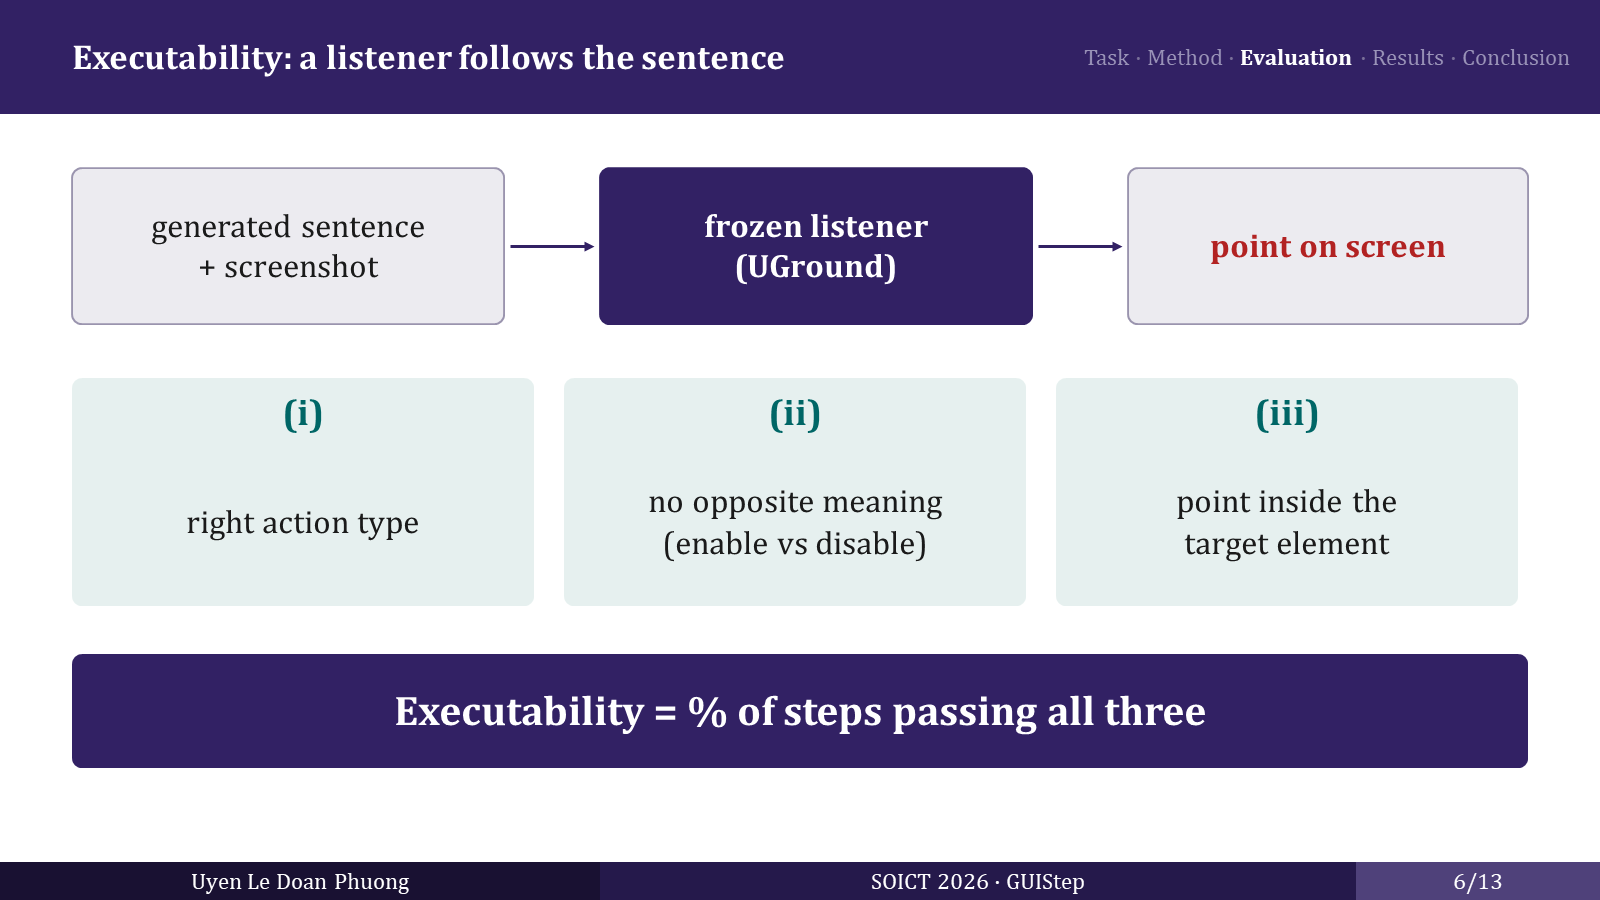 Executability: a listener follows the sentence
Task · Method · Evaluation · Results · Conclusion
generated sentence
+ screenshot
frozen listener
(UGround)
point on screen
(i)
right action type
(ii)
no opposite meaning
(enable vs disable)
(iii)
point inside the
target element
Executability = % of steps passing all three
Uyen Le Doan Phuong
SOICT 2026 · GUIStep
6/13